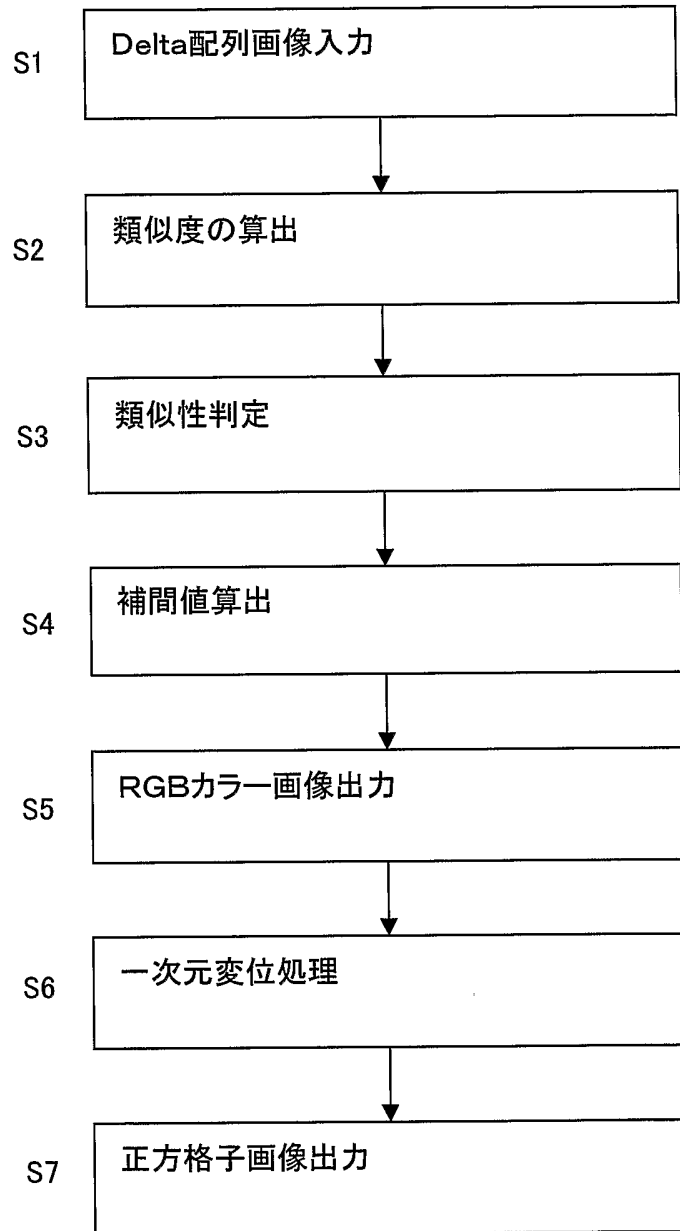 S1 Delta配列画像入力
S2 類似度の算出
S3 類似性判定
S4 補間値算出
S5 RGBカラー画像出力
S6 一次元変位処理
S7 正方格子画像出力